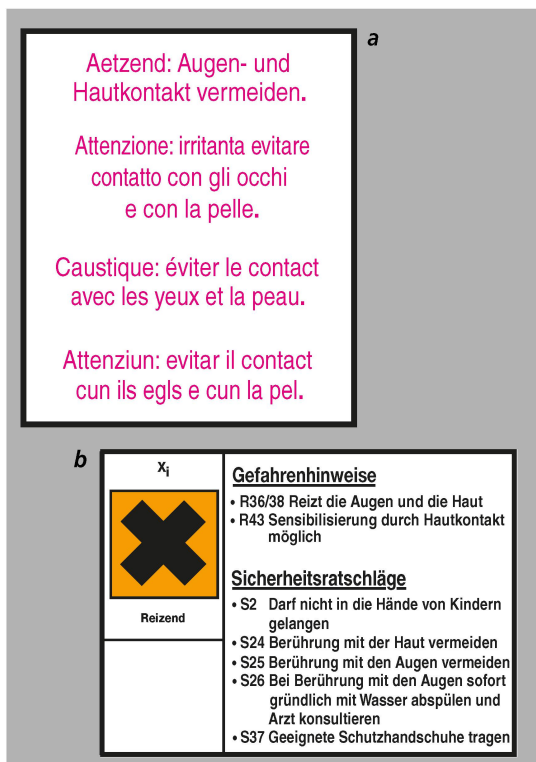 a
Aetzend: Augen- und
Hautkontakt vermeiden.
Attenzione: irritanta evitare
contatto con gli occhi
e con la pelle.
Caustique: éviter le contact
avec les yeux et la peau.
Attenziun: evitar il contact
cun ils egls e cun la pel.
b
Xi
Reizend
Gefahrenhinweise
• R36/38 Reizt die Augen und die Haut
• R43 Sensibilisierung durch Hautkontakt
möglich
Sicherheitsratschläge
• S2 Darf nicht in die Hände von Kindern
gelangen
• S24 Berührung mit der Haut vermeiden
• S25 Berührung mit den Augen vermeiden
• S26 Bei Berührung mit den Augen sofort
gründlich mit Wasser abspülen und
Arzt konsultieren
• S37 Geeignete Schutzhandschuhe tragen